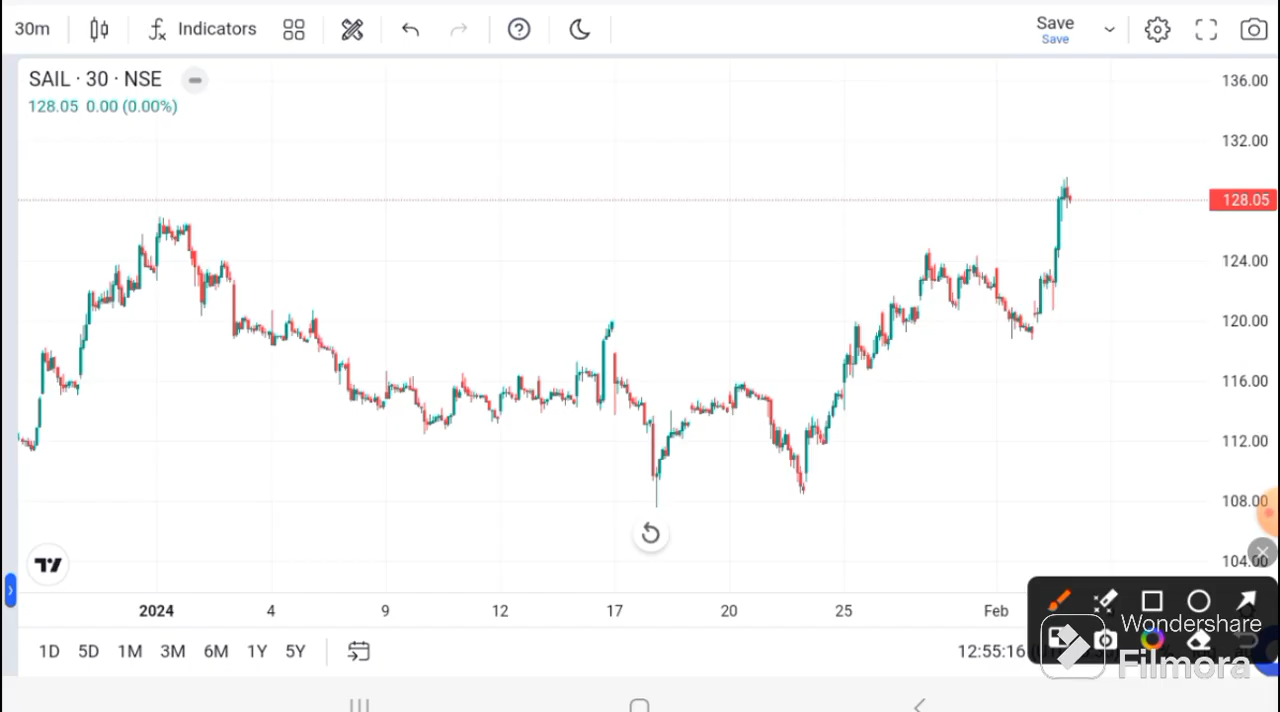 30m Indicators Save
Save
SAIL · 30 · NSE
128.05 0.00 (0.00%)
136.00
132.00
128.05
124.00
120.00
116.00
112.00
108.00
104.00
2024 4 9 12 17 20 25 Feb
1D 5D 1M 3M 6M 1Y 5Y 12:55:16
Wondershare
Filmora